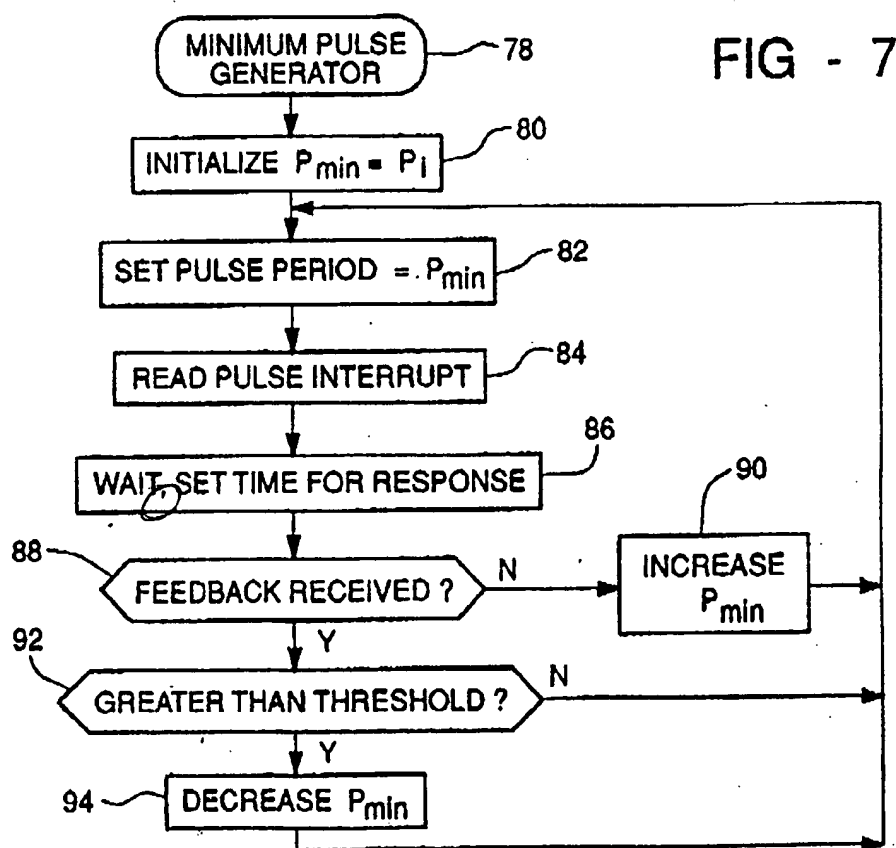 MINIMUM PULSE
GENERATOR
78
FIG - 7
80
INITIALIZE Pmin = Pi
82
SET PULSE PERIOD = Pmin
84
READ PULSE INTERRUPT
86
WAIT, SET TIME FOR RESPONSE
88
FEEDBACK RECEIVED ?
N
90
INCREASE
Pmin
Y
92
GREATER THAN THRESHOLD ?
N
Y
94
DECREASE Pmin